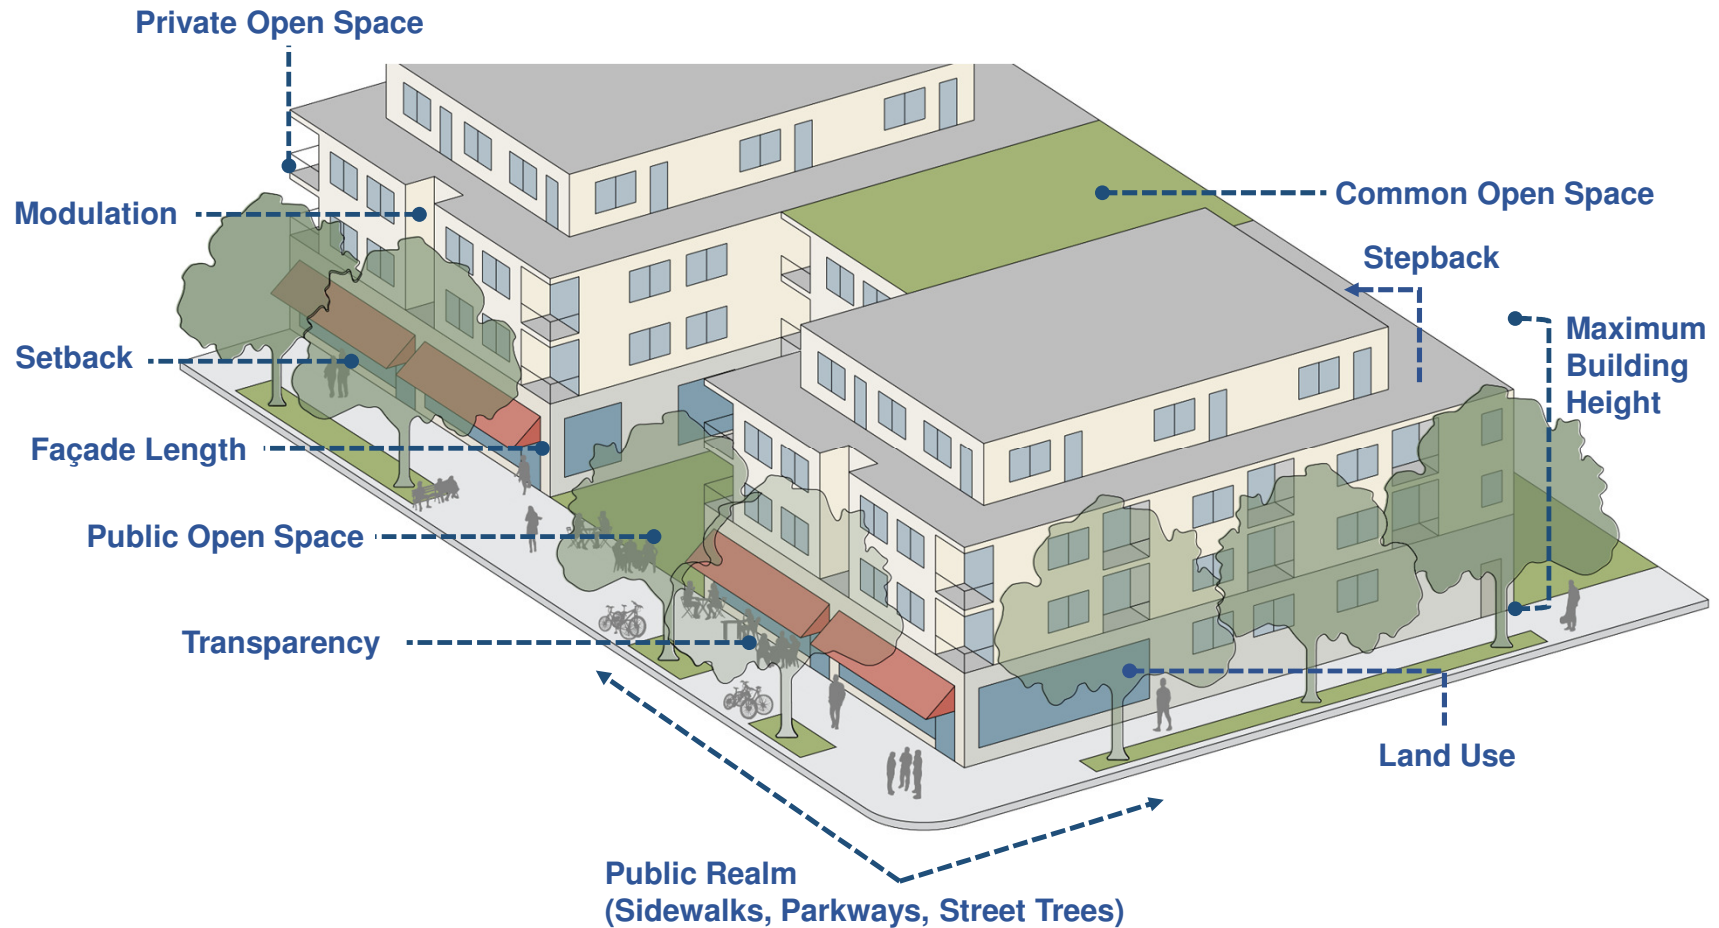 Private Open Space
Modulation
Common Open Space
Stepback
Maximum
Building
Height
Setback
Façade Length
Public Open Space
Transparency
Land Use
Public Realm
(Sidewalks, Parkways, Street Trees)